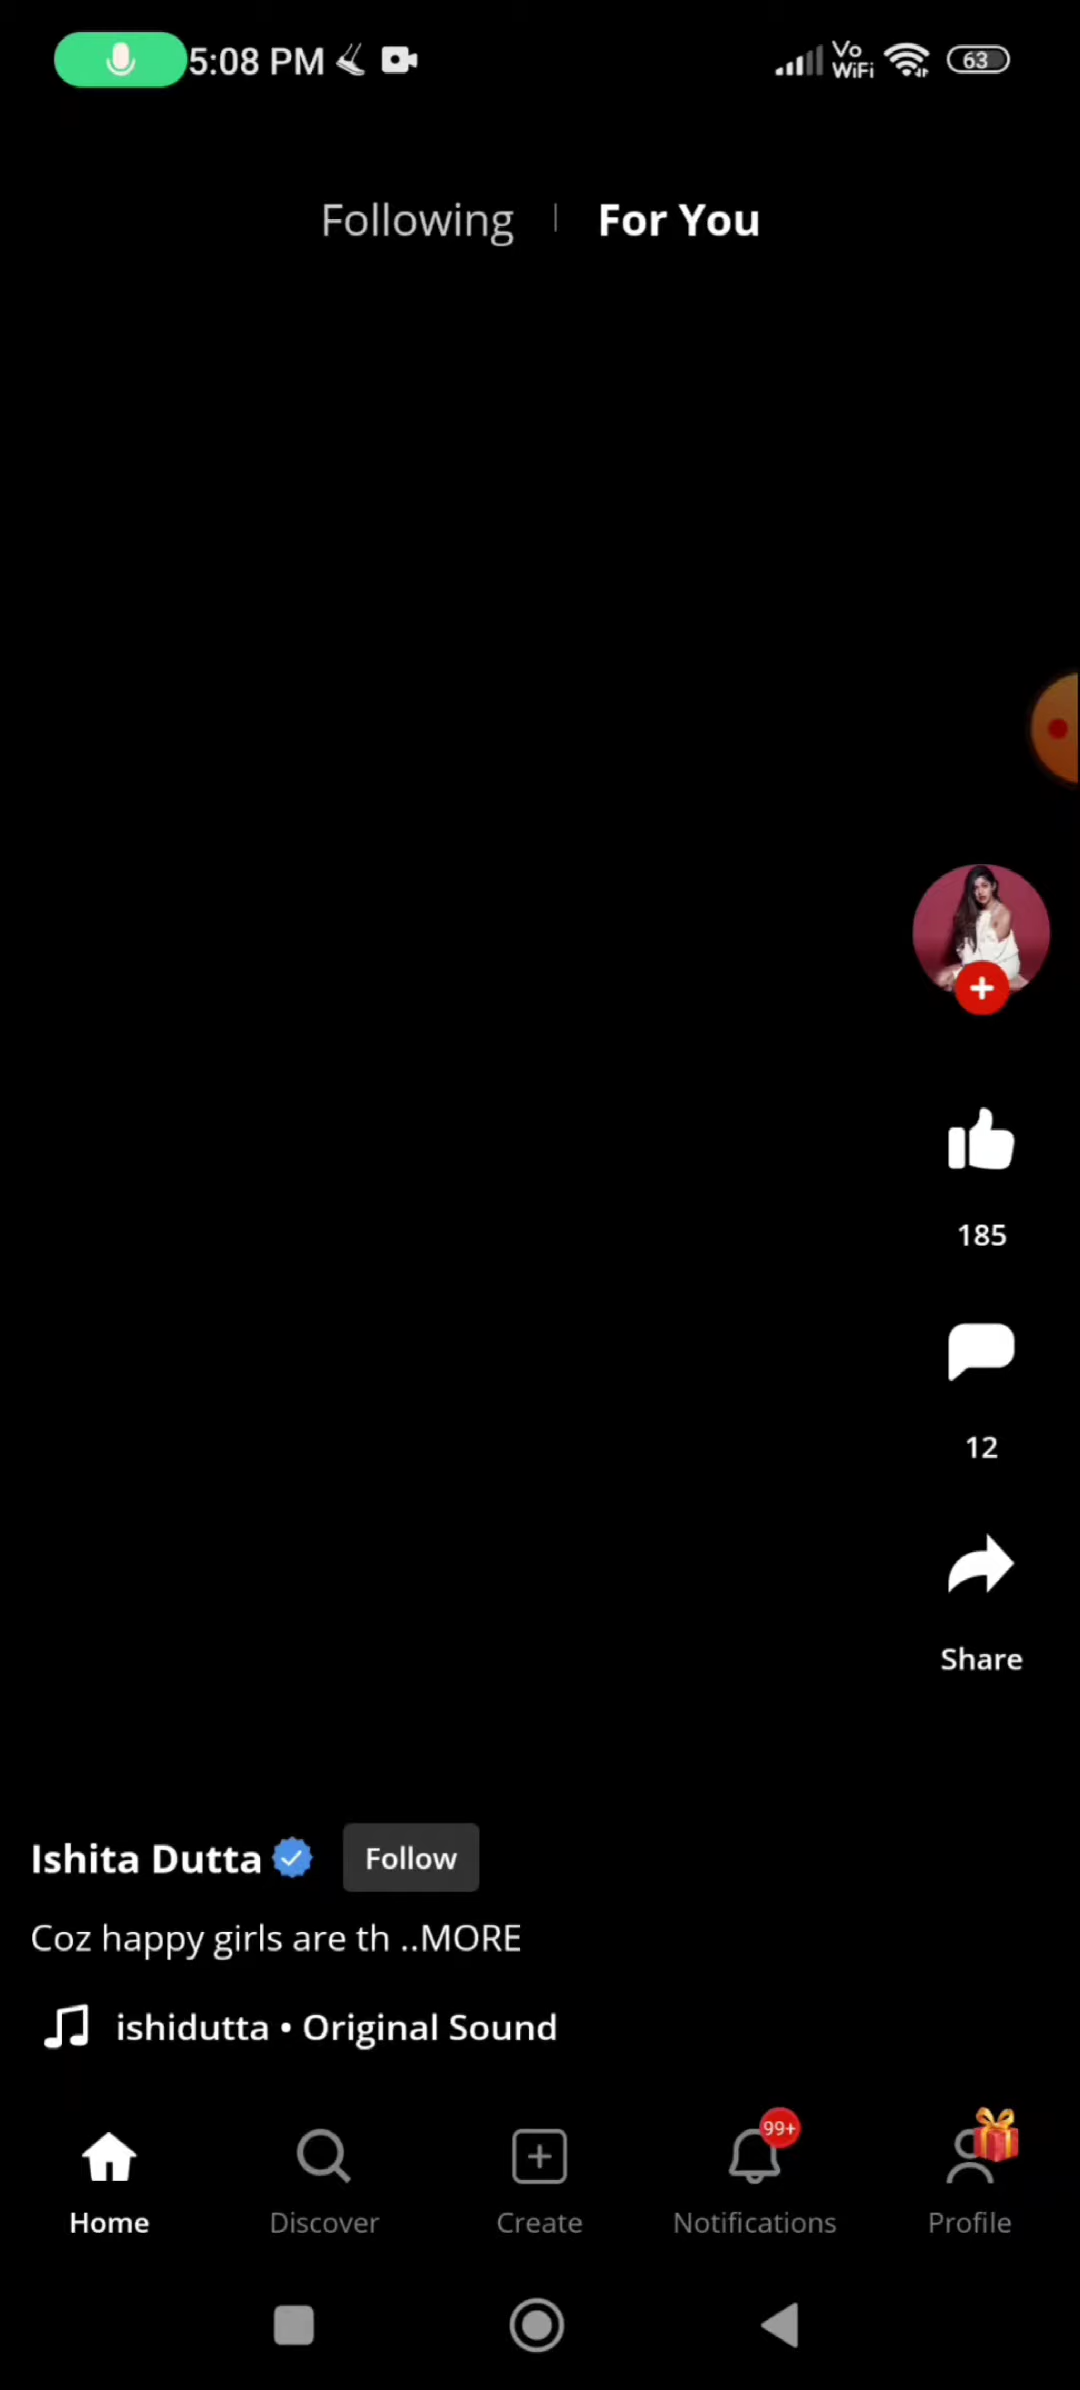 5:08 PM
Vo
WiFi
63
Following
For You
185
12
Share
Ishita Dutta
Follow
Coz happy girls are th ..MORE
ishidutta • Original Sound
99+
Home
Discover
Create
Notifications
Profile